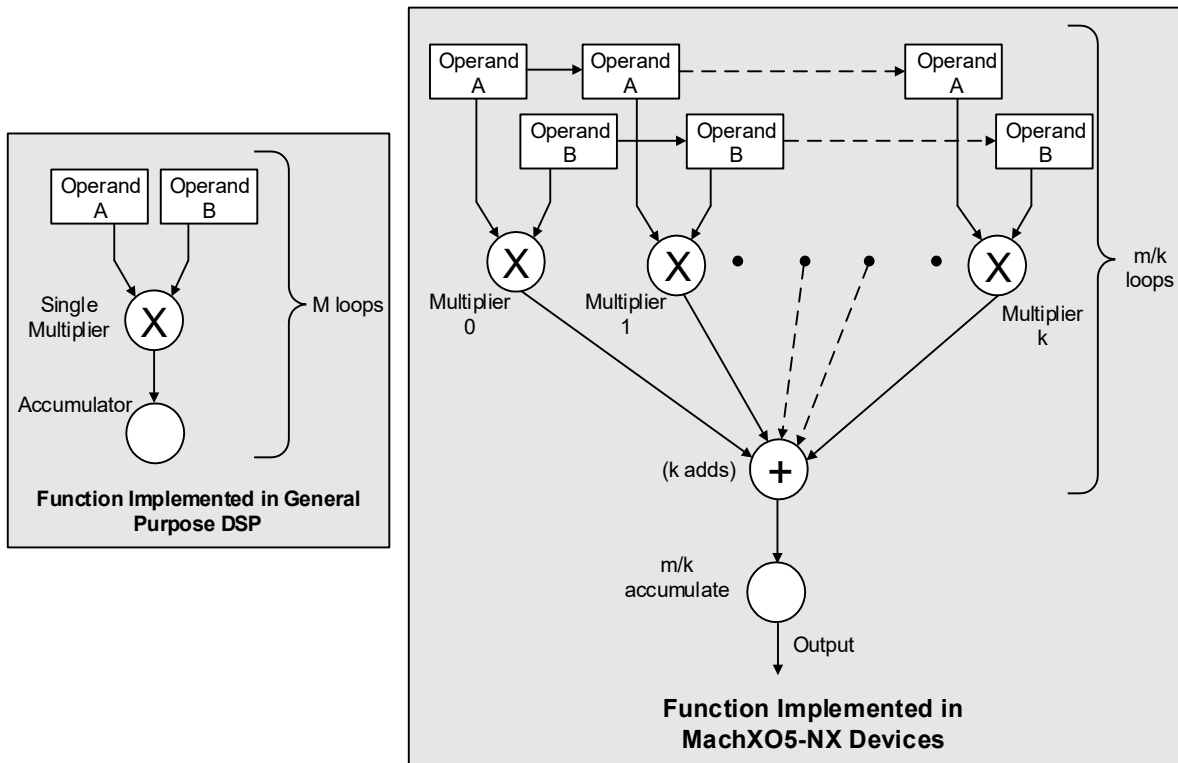 Operand
A
Operand
B
Single
Multiplier
X
Accumulator
M loops
Function Implemented in General
Purpose DSP
Operand
A
Operand
A
Operand
A
Operand
B
Operand
B
Operand
B
X
X
X
Multiplier
0
Multiplier
1
Multiplier
k
m/k
loops
(k adds)
+
m/k
accumulate
Output
Function Implemented in
MachXO5-NX Devices